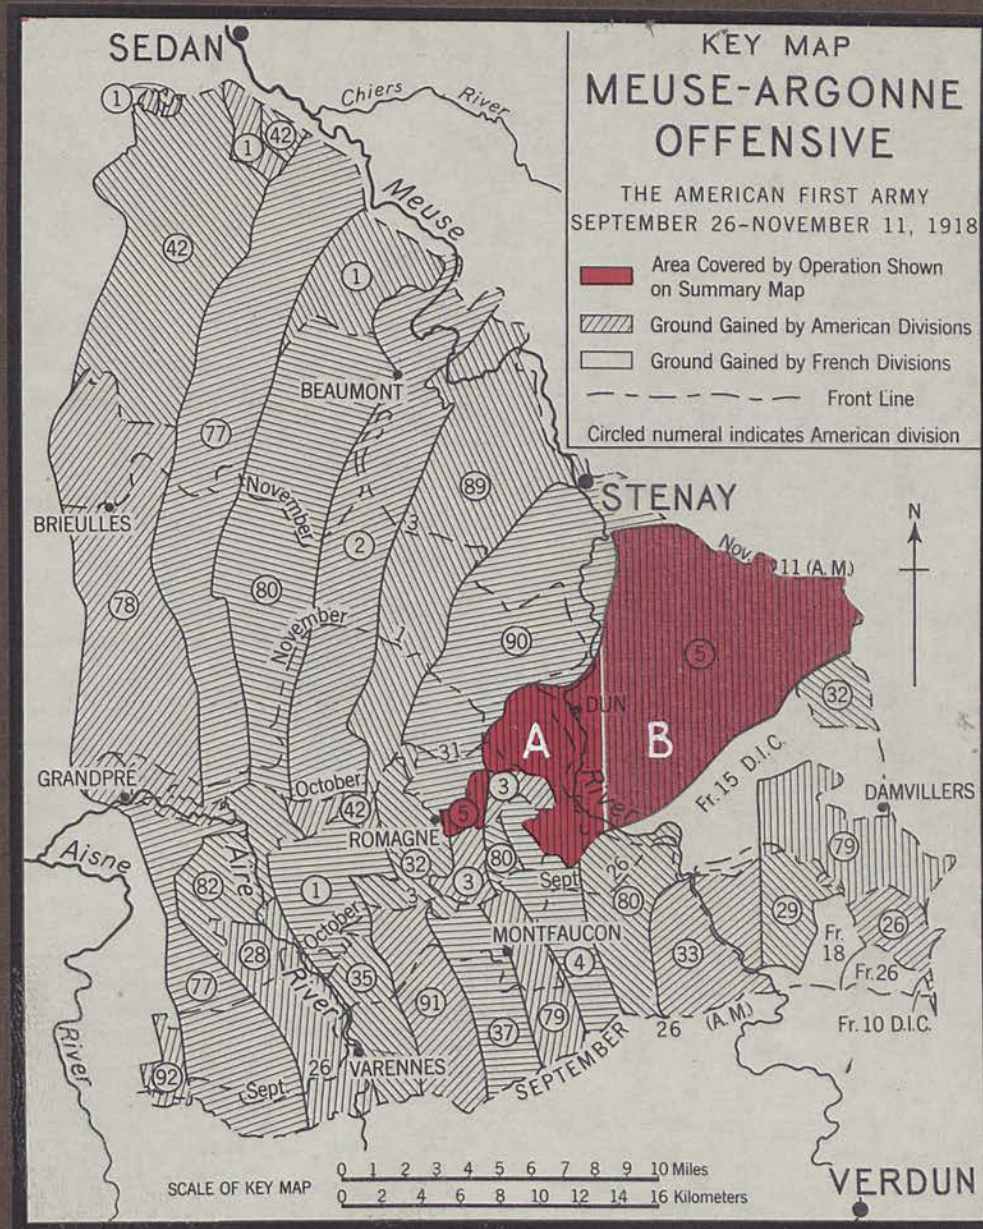 KEY MAP
MEUSE-ARGONNE
OFFENSIVE
THE AMERICAN FIRST ARMY
SEPTEMBER 26-NOVEMBER 11, 1918
Area Covered by Operation Shown
on Summary Map
Ground Gained by American Divisions
Ground Gained by French Divisions
Front Line
Circled numeral indicates American division
SEDAN
Chiers River
1
1
42
Meuse
42
1
BEAUMONT
77
89
STENAY
N
BRIEULLES
November
3
2
Nov. 11 (A.M.)
78
80
November
1
90
5
32
DUN
A
B
31
River
Fr. 15 D.I.C.
GRANDPRÉ
October
42
3
5
ROMAGNE
DAMVILLERS
Aisne
Aire
32
80
79
82
1
3
3
Sept.
26
80
October
29
26
28
MONTFAUCON
33
Fr.
18
35
4
77
River
91
Fr. 26
37
79
26
(A.M.)
Fr. 10 D.I.C.
River
92
Sept.
26
VARENNES
SEPTEMBER
SCALE OF KEY MAP
0 1 2 3 4 5 6 7 8 9 10 Miles
0 2 4 6 8 10 12 14 16 Kilometers
VERDUN